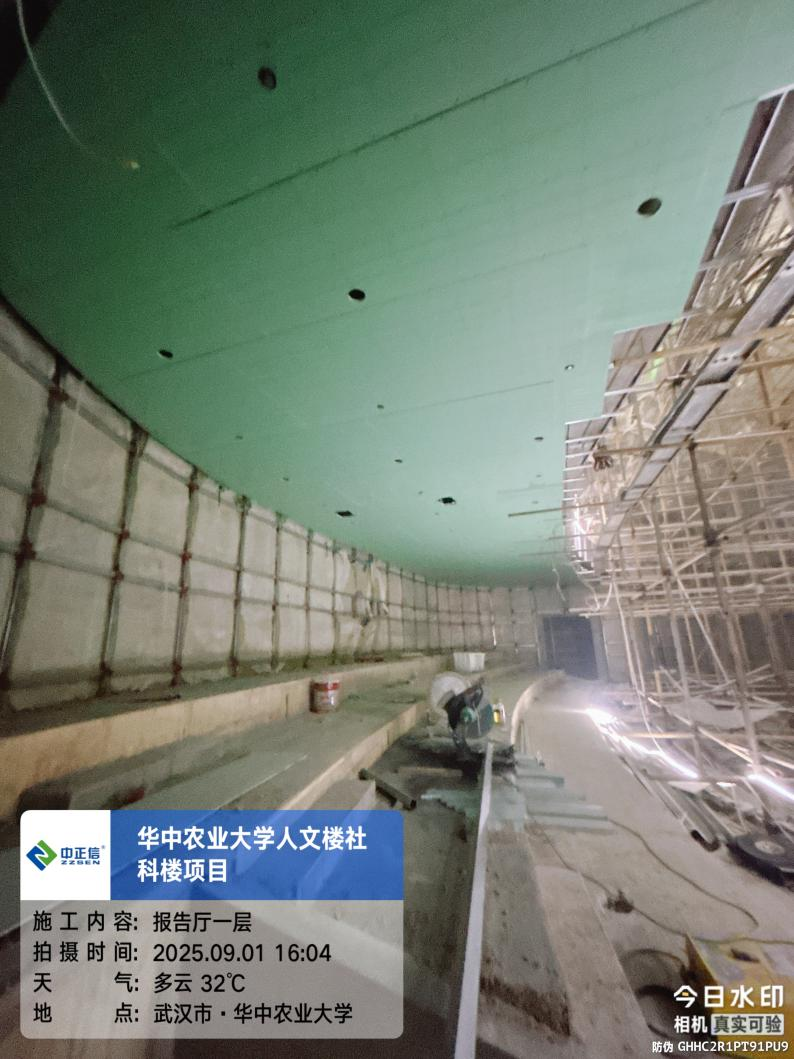 中正信®
ZZSEN
华中农业大学人文楼社
科楼项目
施工内容: 报告厅一层
拍摄时间: 2025.09.01 16:04
天气: 多云 32℃
地点: 武汉市·华中农业大学
今日水印
相机 真实可验
防伪 GHHC2R1PT91PU9